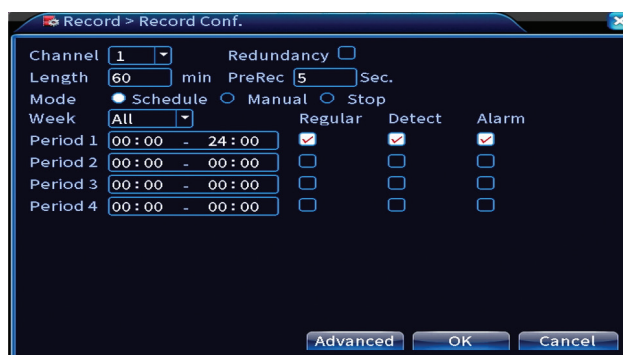 Record > Record Conf.
Channel 1 Redundancy
Length 60 min PreRec 5 Sec.
Mode Schedule Manual Stop
Week All Regular Detect Alarm
Period 1 00:00 - 24:00
Period 2 00:00 - 00:00
Period 3 00:00 - 00:00
Period 4 00:00 - 00:00
Advanced OK Cancel